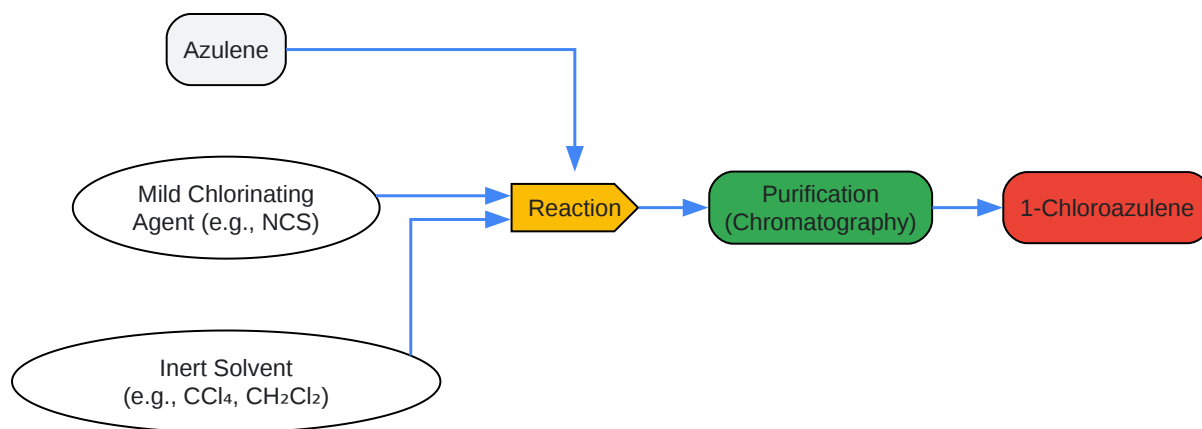 Azulene
Mild Chlorinating
Agent (e.g., NCS)
Reaction
Purification
(Chromatography)
1-Chloroazulene
Inert Solvent
(e.g., CCl₄, CH₂Cl₂)